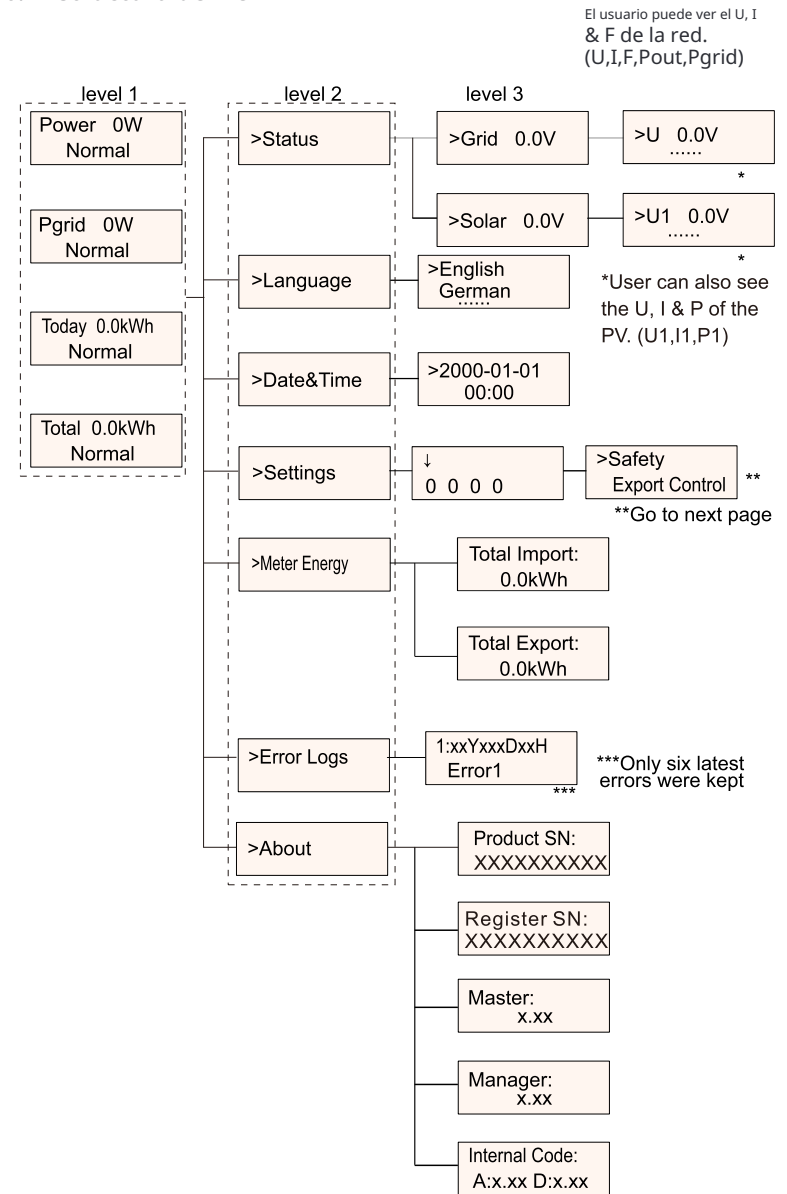 El usuario puede ver el U, I
& F de la red.
(U,I,F,Pout,Pgrid)
level 1
level 2
level 3
Power 0W
Normal
Pgrid 0W
Normal
Today 0.0kWh
Normal
Total 0.0kWh
Normal
>Status
>Grid 0.0V
>U 0.0V
......
*
>Solar 0.0V
>U1 0.0V
......
*
*User can also see
the U, I & P of the
PV. (U1,I1,P1)
>Language
>English
German
......
>Date&Time
>2000-01-01
00:00
>Settings
↓
0 0 0 0
>Safety
Export Control
**
**Go to next page
>Meter Energy
Total Import:
0.0kWh
Total Export:
0.0kWh
>Error Logs
1:xxYxxxDxxH
Error1
***
***Only six latest
errors were kept
>About
Product SN:
XXXXXXXXXX
Register SN:
XXXXXXXXXX
Master:
x.xx
Manager:
x.xx
Internal Code:
A:x.xx D:x.xx